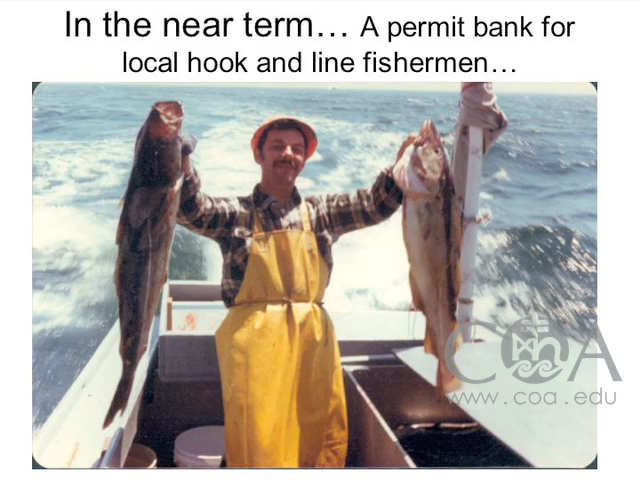 In the near term… A permit bank for
local hook and line fishermen…
COA
www.coa.edu